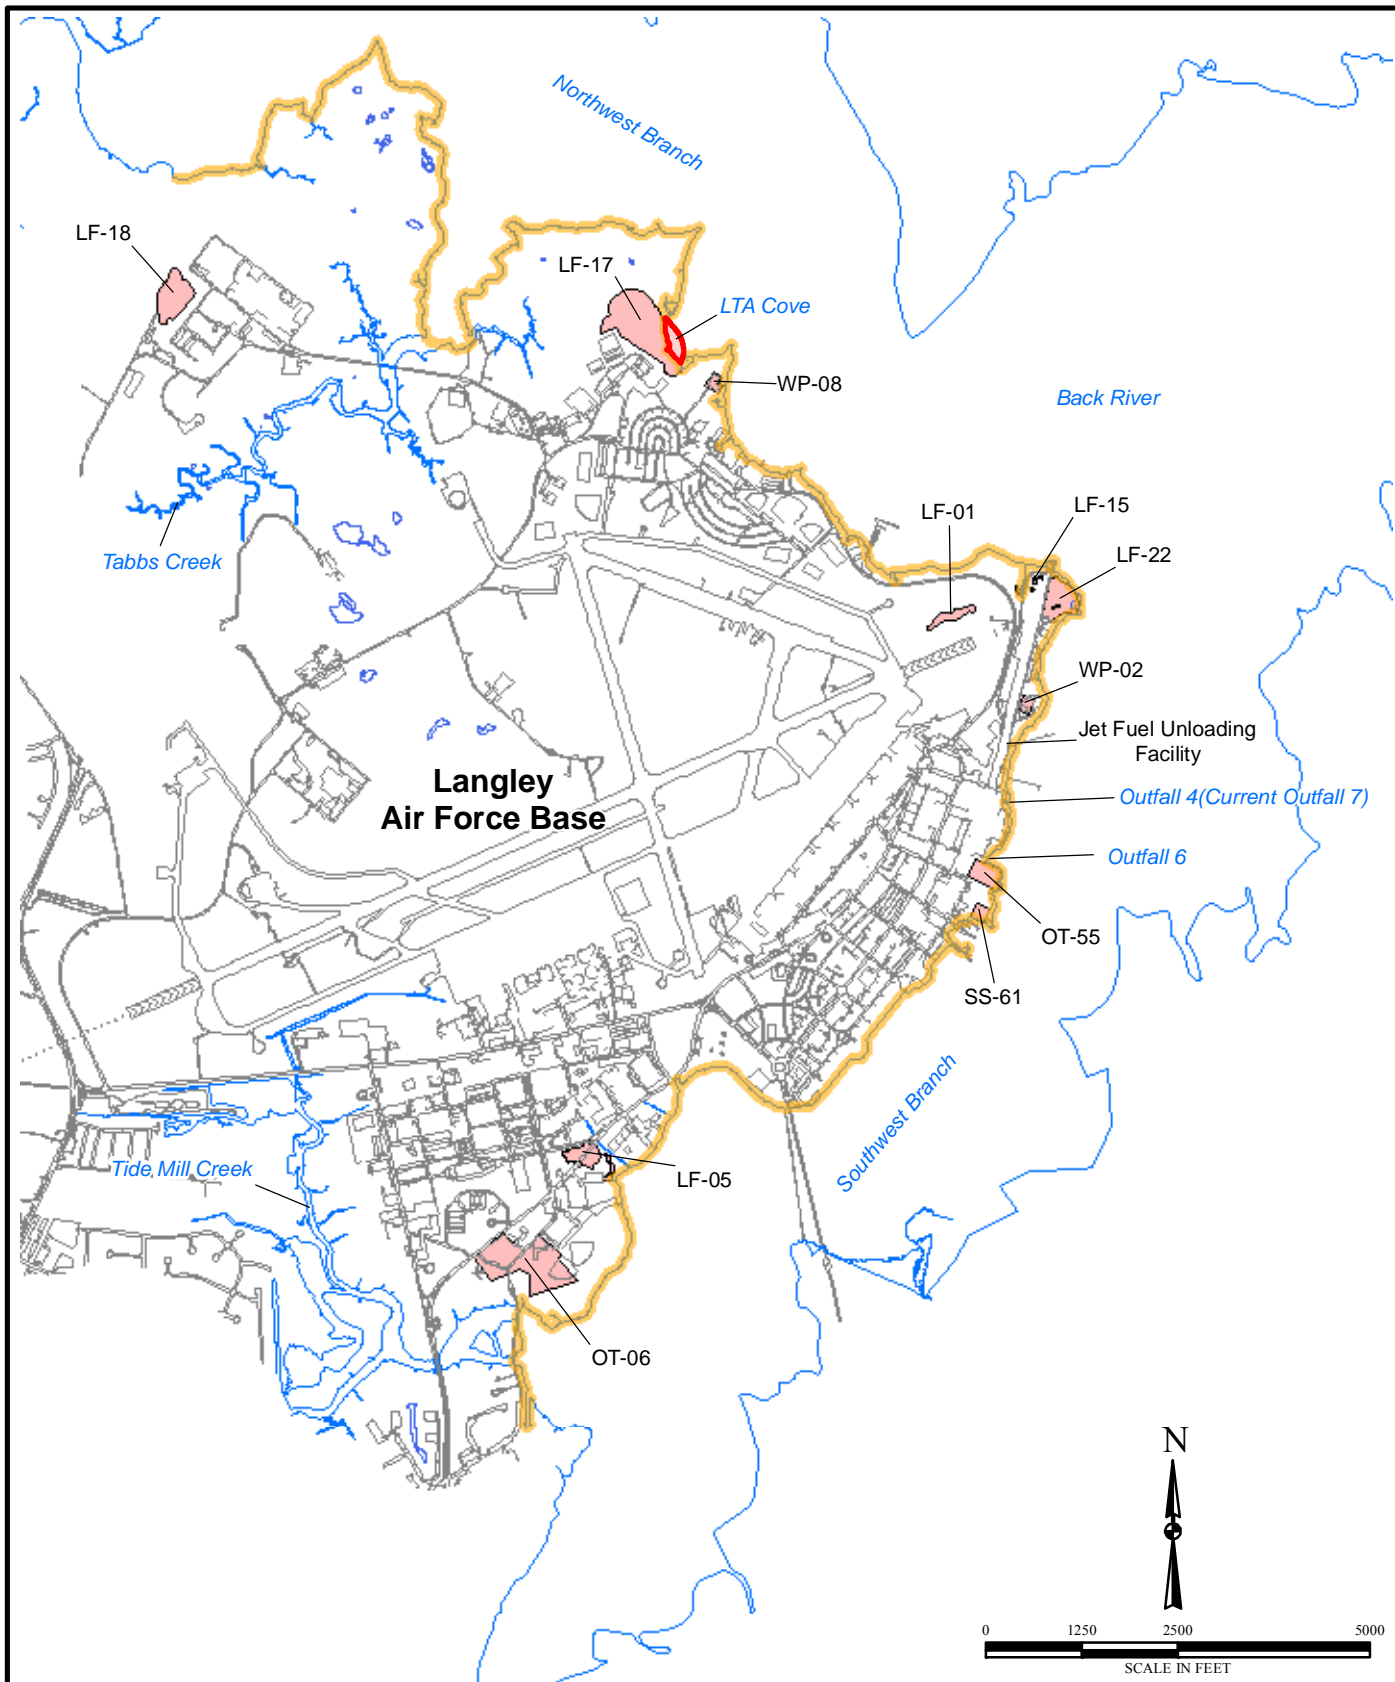 Northwest Branch
LF-18
LF-17
LTA Cove
WP-08
Back River
LF-01
LF-15
LF-22
Tabbs Creek
WP-02
Jet Fuel Unloading
Facility
Langley
Air Force Base
Outfall 4(Current Outfall 7)
Outfall 6
OT-55
SS-61
Southwest Branch
Tide Mill Creek
LF-05
OT-06
N
0 1250 2500 5000
SCALE IN FEET